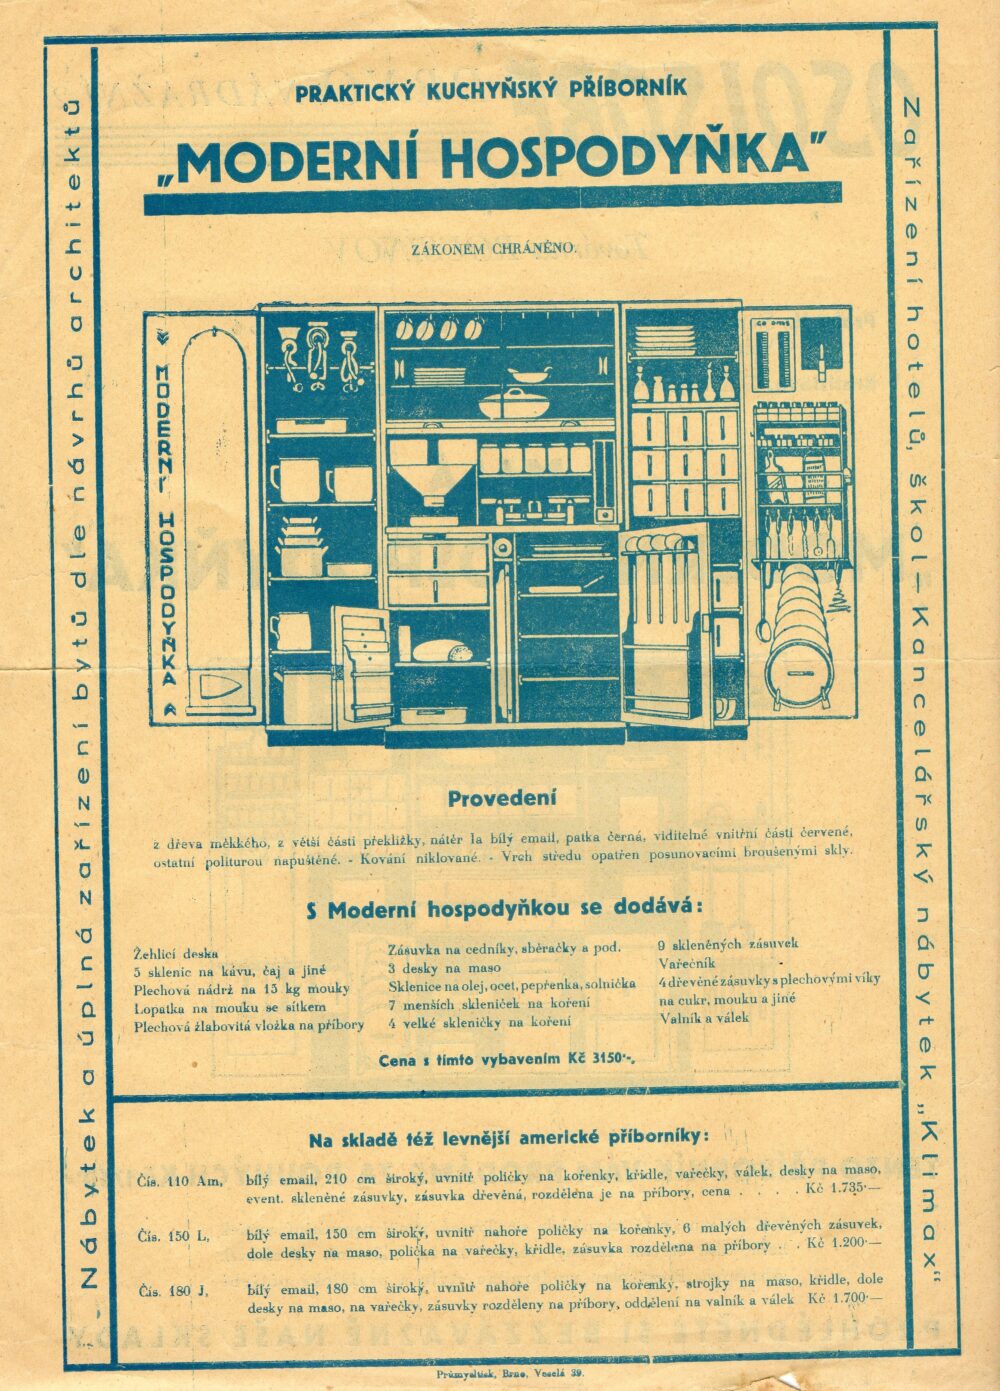 PRAKTICKÝ KUCHYŇSKÝ PŘÍBORNÍK
„MODERNÍ HOSPODYŇKA"
ZÁKONEM CHRÁNĚNO.
Nábytek a úplná zařízení bytů dle návrhů architektů
Zařízení hotelů, škol — Kancelářský nábytek „Klimax"
MODERNÍ HOSPODYŇKA
Provedení
z dřeva měkkého, z větší části překližky, nátěr Ia bílý email, patka černá, viditelné vnitřní části červené,
ostatní politurou napuštěné. - Kování niklované. - Vrch středu opatřen posunovacími broušenými skly.
S Moderní hospodyňkou se dodává:
Žehlicí deska
5 sklenic na kávu, čaj a jiné
Plechová nádrž na 15 kg mouky
Lopatka na mouku se sítkem
Plechová žlabovitá vložka na příbory
Zásuvka na cedníky, sběračky a pod.
3 desky na maso
Sklenice na olej, ocet, pepřenka, solnička
7 menších skleniček na koření
4 velké skleničky na koření
9 skleněných zásuvek
Vařečník
4 dřevěné zásuvky s plechovými víky
na cukr, mouku a jiné
Valník a válek
Cena s tímto vybavením Kč 3150·-.
Na skladě též levnější americké příborníky:
Čís. 110 Am, bílý email, 210 cm široký, uvnitř poličky na kořenky, křidle, vařečky, válek, desky na maso,
event. skleněné zásuvky, zásuvka dřevěná, rozdělena je na příbory, cena . . . . Kč 1.735·—
Čís. 150 L, bílý email, 150 cm široký, uvnitř nahoře poličky na kořenky, 6 malých dřevěných zásuvek,
dole desky na maso, polička na vařečky, křidle, zásuvka rozdělena na příbory . . Kč 1.200·—
Čís. 180 J, bílý email, 180 cm široký, uvnitř nahoře poličky na kořenky, strojky na maso, křidle, dole
desky na maso, na vařečky, zásuvky rozděleny na příbory, oddělení na valník a válek Kč 1.700·—
Průmysltisk, Brno, Veselá 39.